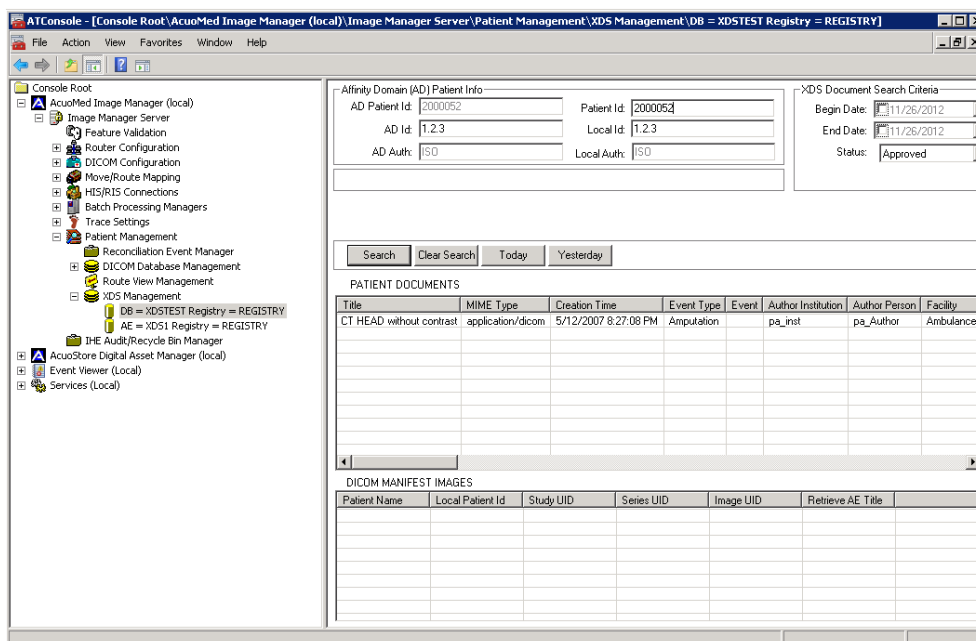 ATConsole - [Console Root\AcuoMed Image Manager (local)\Image Manager Server\Patient Management\XDS Management\DB = XDSTEST Registry = REGISTRY]
File Action View Favorites Window Help
Console Root
AcuoMed Image Manager (local)
Image Manager Server
Feature Validation
Router Configuration
DICOM Configuration
Move/Route Mapping
HIS/RIS Connections
Batch Processing Managers
Trace Settings
Patient Management
Reconciliation Event Manager
DICOM Database Management
Route View Management
XDS Management
DB = XDSTEST Registry = REGISTRY
AE = XDS1 Registry = REGISTRY
IHE Audit/Recycle Bin Manager
AcuoStore Digital Asset Manager (local)
Event Viewer (Local)
Services (Local)
Affinity Domain (AD) Patient Info
AD Patient Id: 2000052 Patient Id: 2000052
AD Id: 1.2.3 Local Id: 1.2.3
AD Auth: ISO Local Auth: ISO
XDS Document Search Criteria
Begin Date: 11/26/2012
End Date: 11/26/2012
Status: Approved
Search Clear Search Today Yesterday
PATIENT DOCUMENTS
Title MIME Type Creation Time Event Type Event Author Institution Author Person Facility
CT HEAD without contrast application/dicom 5/12/2007 8:27:08 PM Amputation pa_inst pa_Author Ambulance
DICOM MANIFEST IMAGES
Patient Name Local Patient Id Study UID Series UID Image UID Retrieve AE Title